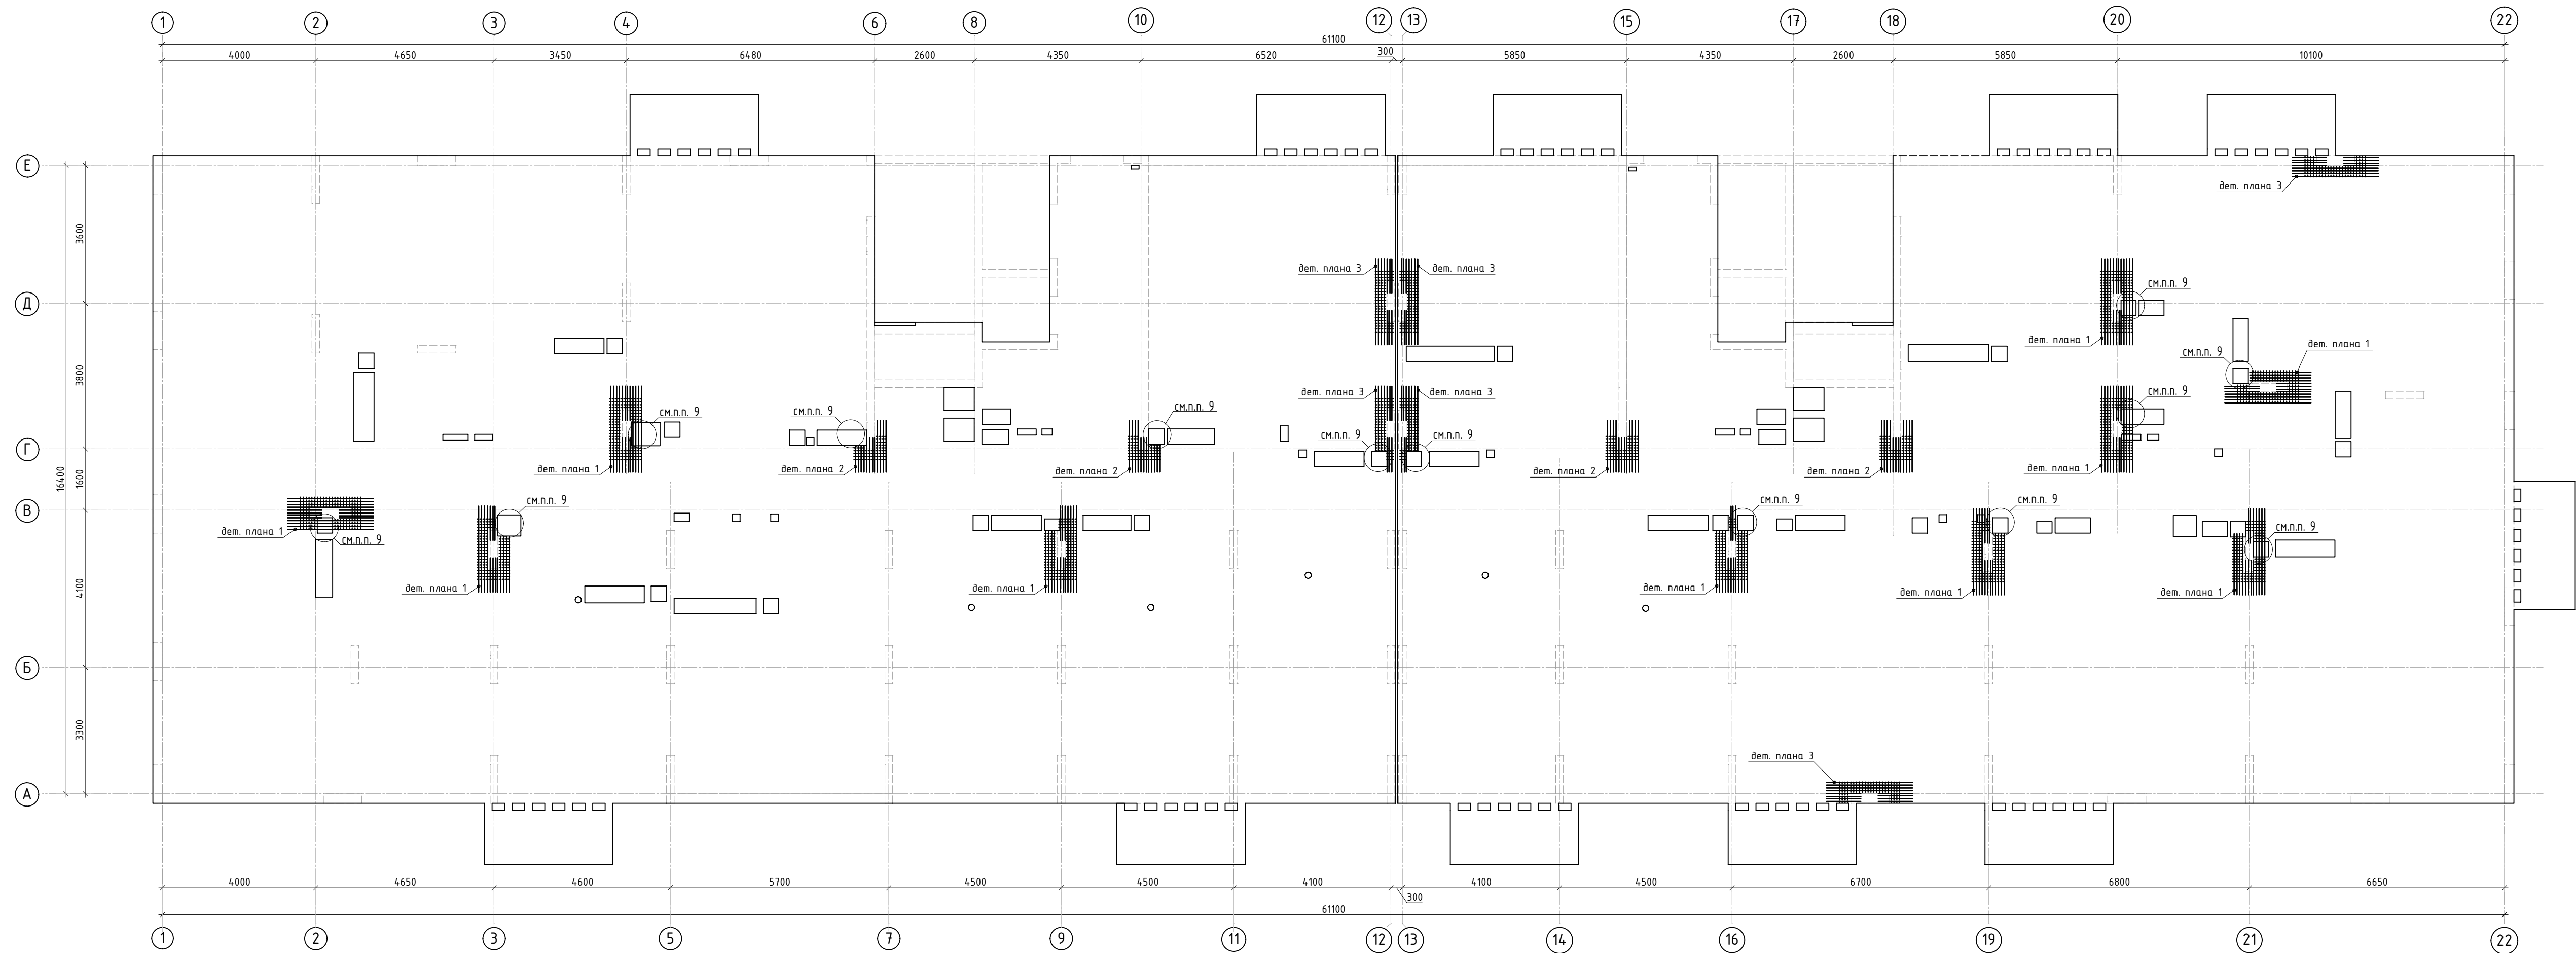 1 2 3 4 6 8 10 12 13 15 17 18 20 22
61100
4000 4650 3450 6480 2600 4350 6520 300 5850 4350 2600 5850 10100
Е
дет. плана 3
3600
дет. плана 3 дет. плана 3
см.п.п. 9
Д
дет. плана 1
дет. плана 1
см.п.п. 9
3800
дет. плана 3 дет. плана 3
см.п.п. 9
см.п.п. 9 см.п.п. 9 см.п.п. 9
см.п.п. 9 см.п.п. 9
Г
дет. плана 1 дет. плана 2 дет. плана 2 дет. плана 2 дет. плана 2 дет. плана 1
16400
1600
см.п.п. 9 см.п.п. 9 см.п.п. 9
В
дет. плана 1
см.п.п. 9
см.п.п. 9
4100
дет. плана 1 дет. плана 1 дет. плана 1 дет. плана 1 дет. плана 1
Б
3300
дет. плана 3
А
4000 4650 4600 5700 4500 4500 4100 4100 4500 6700 6800 6650
300
61100
1 2 3 5 7 9 11 12 13 14 16 19 21 22